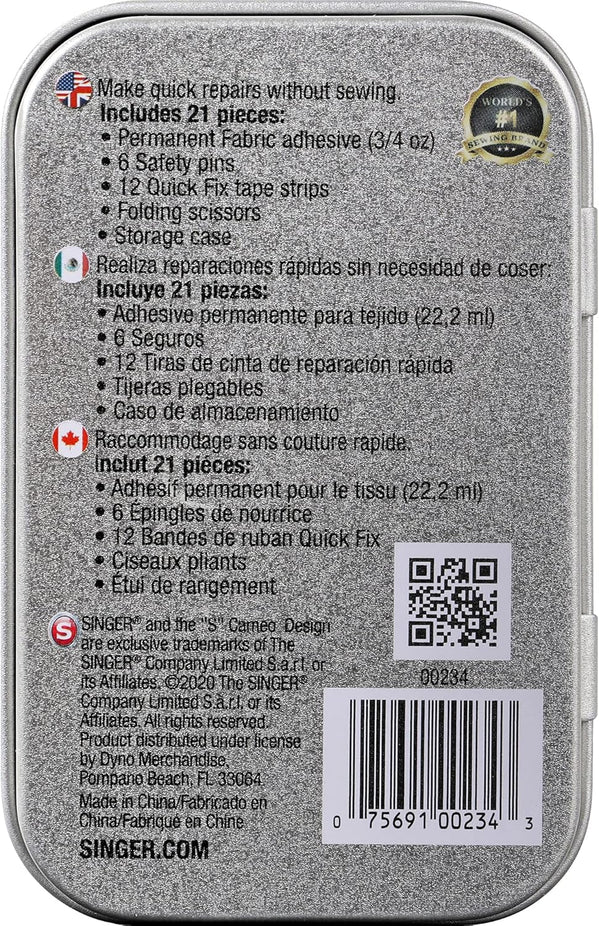 Make quick repairs without sewing.
Includes 21 pieces:
• Permanent Fabric adhesive (3/4 oz)
• 6 Safety pins
• 12 Quick Fix tape strips
• Folding scissors
• Storage case
WORLD'S
#1
SEWING BRAND
Realiza reparaciones rápidas sin necesidad de coser:
Incluye 21 piezas:
• Adhesive permanente para tejido (22,2 ml)
• 6 Seguros
• 12 Tiras de cinta de reparación rápida
• Tijeras plegables
• Caso de almacenamiento
Raccommodage sans couture rapide.
Inclut 21 piéces:
• Adhesif permanent pour le tissu (22,2 ml)
• 6 Épingles de nourrice
• 12 Bandes de ruban Quick Fix
• Ciseaux pliants
• Étui de rangement
S
SINGER® and the "S" Cameo Design
are exclusive trademarks of The
SINGER® Company Limited S.a.r.l. or
its Affiliates. ©2020 The SINGER®
Company Limited S.à.r.l. or its
Affiliates. All rights reserved.
Product distributed under license
by Dyno Merchandise,
Pompano Beach, FL 33064
Made in China/Fabricado en
China/Fabriqué en Chine
SINGER.COM
00234
0 75691 00234 3